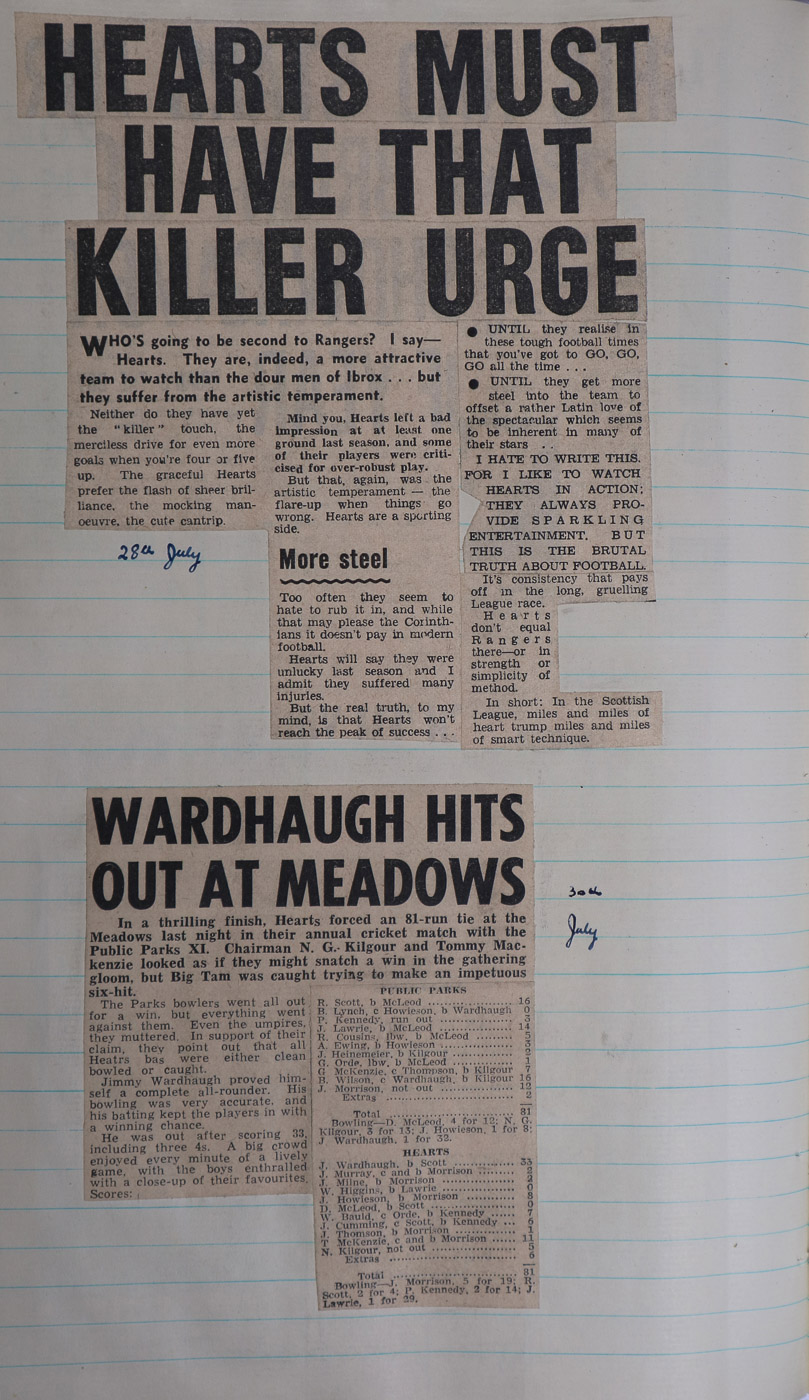 HEARTS MUST
HAVE THAT
KILLER URGE
WHO'S going to be second to Rangers? I say—
Hearts. They are, indeed, a more attractive
team to watch than the dour men of Ibrox . . . but
they suffer from the artistic temperament.
Neither do they have yet
the "killer" touch, the
merciless drive for even more
goals when you're four or five
up. The graceful Hearts
prefer the flash of sheer bril-
liance, the mocking man-
oeuvre, the cute cantrip.
28th July
Mind you, Hearts left a bad
impression at at least one
ground last season, and some
of their players were criti-
cised for over-robust play.
But that, again, was the
artistic temperament — the
flare-up when things go
wrong. Hearts are a sporting
side.
More steel
Too often they seem to
hate to rub it in, and while
that may please the Corinth-
ians it doesn't pay in modern
football.
Hearts will say they were
unlucky last season and I
admit they suffered many
injuries.
But the real truth, to my
mind, is that Hearts won't
reach the peak of success . . .
● UNTIL they realise in
these tough football times
that you've got to GO, GO,
GO all the time . . .
● UNTIL they get more
steel into the team to
offset a rather Latin love of
the spectacular which seems
to be inherent in many of
their stars . .
I HATE TO WRITE THIS.
FOR I LIKE TO WATCH
HEARTS IN ACTION;
THEY ALWAYS PRO-
VIDE SPARKLING
ENTERTAINMENT. BUT
THIS IS THE BRUTAL
TRUTH ABOUT FOOTBALL.
It's consistency that pays
off in the long, gruelling
League race.
Hearts
don't equal
Rangers
there—or in
strength or
simplicity of
method.
In short: In the Scottish
League, miles and miles of
heart trump miles and miles
of smart technique.
WARDHAUGH HITS
OUT AT MEADOWS
30th
July
In a thrilling finish, Hearts forced an 81-run tie at the
Meadows last night in their annual cricket match with the
Public Parks XI. Chairman N. G. Kilgour and Tommy Mac-
kenzie looked as if they might snatch a win in the gathering
gloom, but Big Tam was caught trying to make an impetuous
six-hit.
The Parks bowlers went all out
for a win, but everything went
against them. Even the umpires,
they muttered. In support of their
claim, they point out that all
Heatrs bas were either clean
bowled or caught.
Jimmy Wardhaugh proved him-
self a complete all-rounder. His
bowling was very accurate, and
his batting kept the players in with
a winning chance.
He was out after scoring 33,
including three 4s. A big crowd
enjoyed every minute of a lively
game, with the boys enthralled
with a close-up of their favourites.
Scores:
PUBLIC PARKS
R. Scott, b McLeod .................... 16
B. Lynch, c Howieson, b Wardhaugh 0
P. Kennedy, run out ................. 3
J. Lawrie, b McLeod ................. 14
R. Cousins, lbw, b McLeod ......... 5
A. Ewing, b Howieson ................ 3
J. Heinemeier, b Kilgour ............. 2
G. Orde, lbw, b McLeod ............. 1
G McKenzie, c Thompson, b Kilgour 7
B. Wilson, c Wardhaugh, b Kilgour 16
J. Morrison, not out .................. 12
Extras ............................... 2
Total ............................... 81
Bowling—D. McLeod, 4 for 12; N. G.
Kilgour, 3 for 13; J. Howieson, 1 for 8;
J Wardhaugh, 1 for 32.
HEARTS
J. Wardhaugh, b Scott .............. 33
J. Murray, c and b Morrison ....... 2
J. Milne, b Morrison ................. 2
W. Higgins, b Lawrie ................. 0
J. Howieson, b Morrison ............ 8
D. McLeod, b Scott .................. 0
W. Bauld, c Orde, b Kennedy ...... 7
J. Cumming, c Scott, b Kennedy ... 6
J. Thomson, b Morrison ............. 1
T McKenzie, c and b Morrison ...... 11
N. Kilgour, not out .................. 5
Extras ............................... 6
Total ............................... 81
Bowling—J. Morrison, 5 for 19; R.
Scott, 2 for 4; P. Kennedy, 2 for 14; J.
Lawrie, 1 for 29.